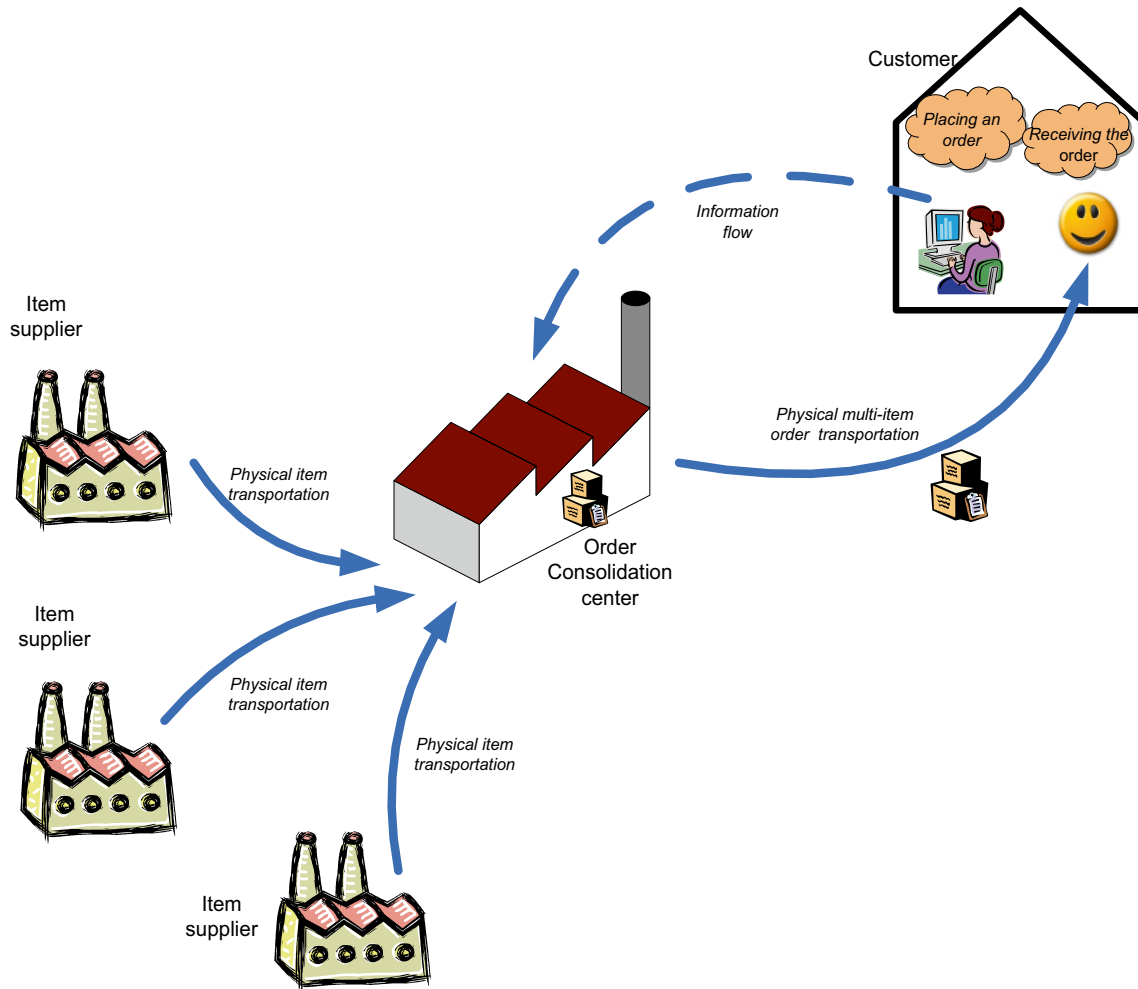 Customer
Placing an
order
Receiving the
order
Information
flow
Item
supplier
Physical multi-item
order transportation
Physical item
transportation
Order
Consolidation
center
Item
supplier
Physical item
transportation
Physical item
transportation
Item
supplier